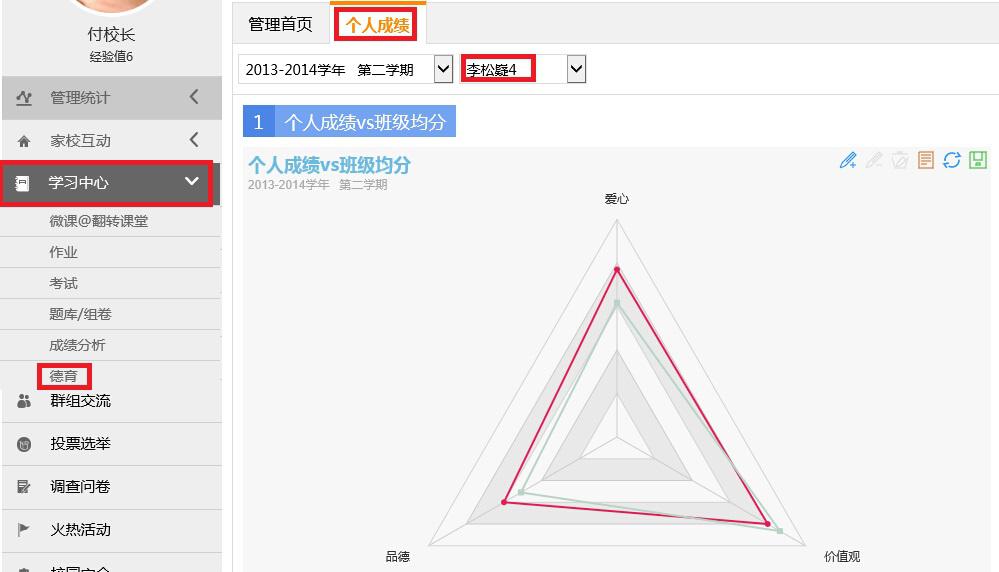 付校长
经验值6
管理统计
家校互动
学习中心
微课@翻转课堂
作业
考试
题库/组卷
成绩分析
德育
群组交流
投票选举
调查问卷
火热活动
管理首页
个人成绩
2013-2014学年 第二学期
李松嶷4
1 个人成绩vs班级均分
个人成绩vs班级均分
2013-2014学年 第二学期
爱心
品德
价值观